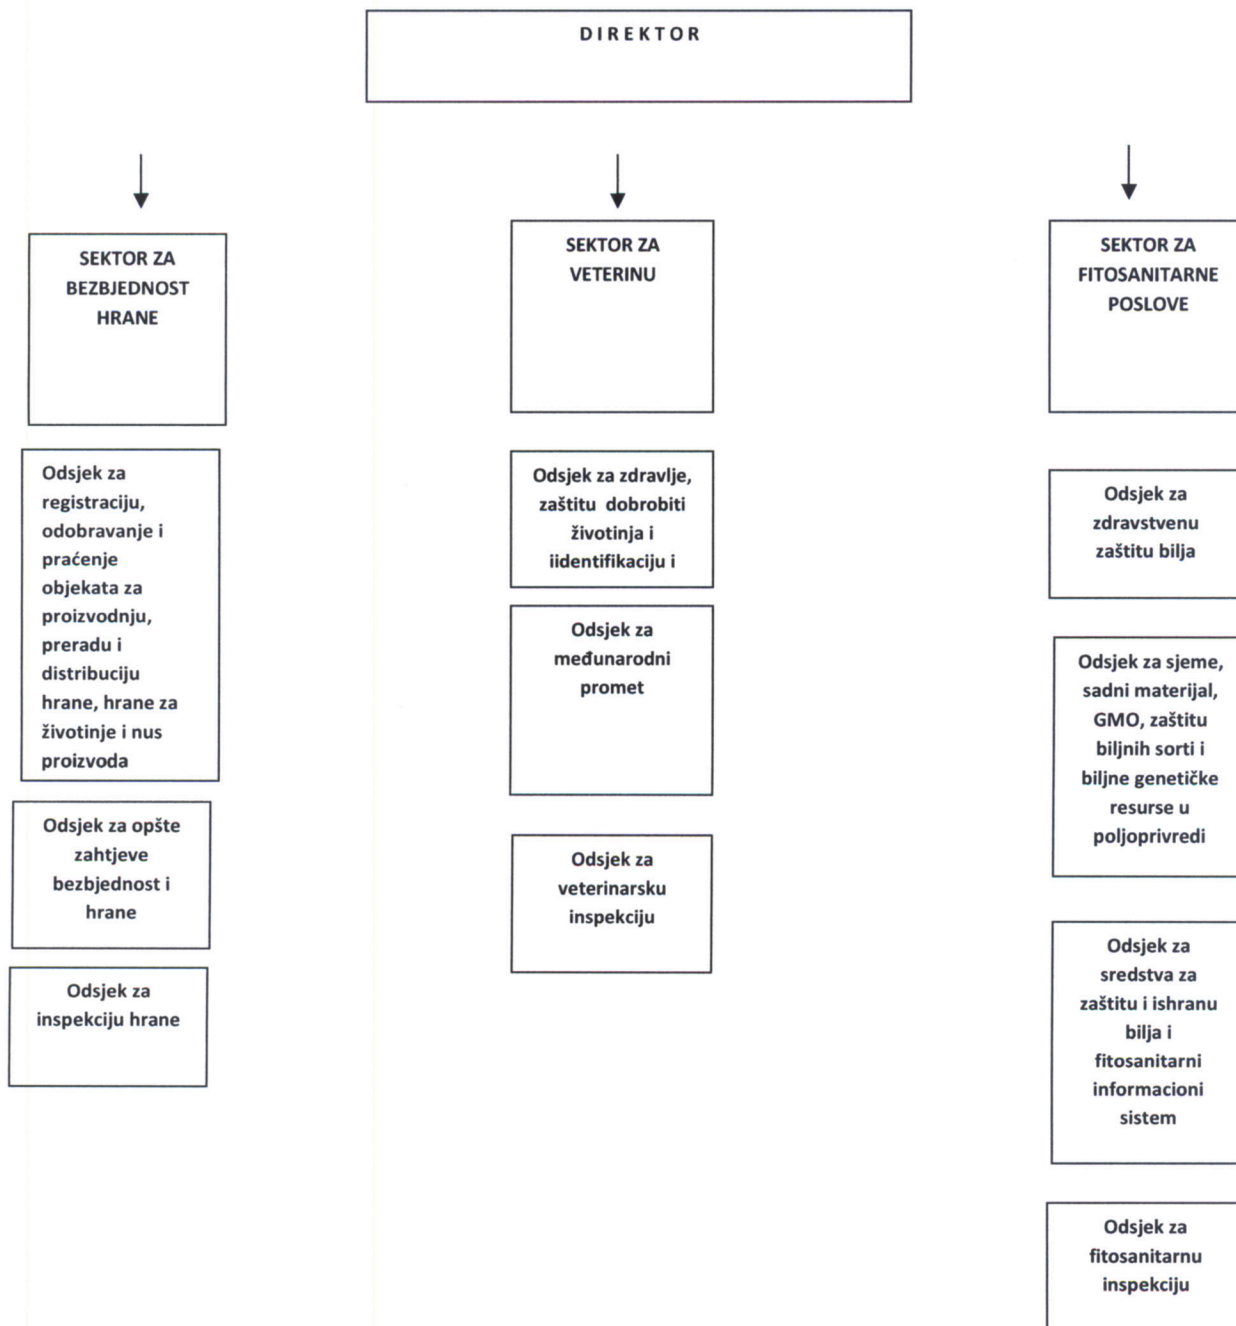 DIREKTOR
SEKTOR ZA
BEZBJEDNOST
HRANE
Odsjek za
registraciju,
odobravanje i
praćenje
objekata za
proizvodnju,
preradu i
distribuciju
hrane, hrane za
životinje i nus
proizvoda
Odsjek za opšte
zahtjeve
bezbjednost i
hrane
Odsjek za
inspekciju hrane
SEKTOR ZA
VETERINU
Odsjek za zdravlje,
zaštitu dobrobiti
životinja i
iidentifikaciju i
Odsjek za
međunarodni
promet
Odsjek za
veterinarsku
inspekciju
SEKTOR ZA
FITOSANITARNE
POSLOVE
Odsjek za
zdravstvenu
zaštitu bilja
Odsjek za sjeme,
sadni materijal,
GMO, zaštitu
biljnih sorti i
biljne genetičke
resurse u
poljoprivredi
Odsjek za
sredstva za
zaštitu i ishranu
bilja i
fitosanitarni
informacioni
sistem
Odsjek za
fitosanitarnu
inspekciju